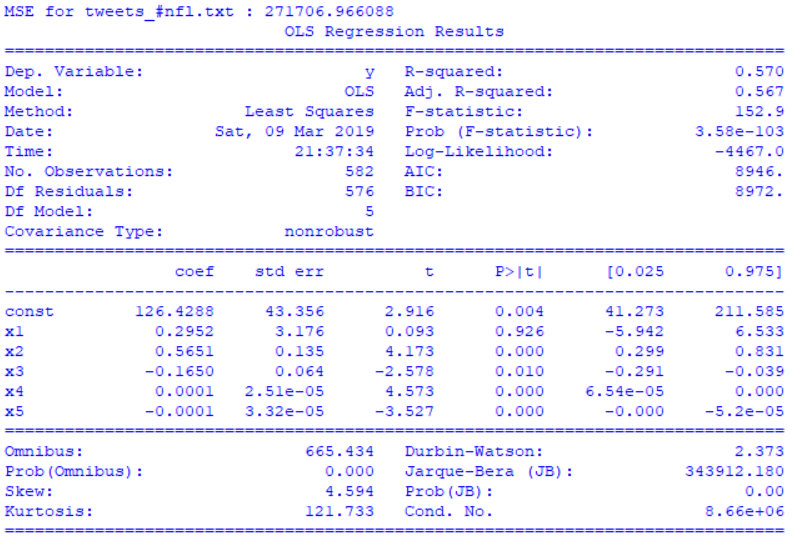 MSE for tweets_#nfl.txt : 271706.966088
                            OLS Regression Results
==============================================================================
Dep. Variable:                      y   R-squared:                       0.570
Model:                            OLS   Adj. R-squared:                  0.567
Method:                 Least Squares   F-statistic:                     152.9
Date:                Sat, 09 Mar 2019   Prob (F-statistic):          3.58e-103
Time:                        21:37:34   Log-Likelihood:                -4467.0
No. Observations:                 582   AIC:                             8946.
Df Residuals:                     576   BIC:                             8972.
Df Model:                           5
Covariance Type:            nonrobust
==============================================================================
                 coef    std err          t      P>|t|      [0.025      0.975]
------------------------------------------------------------------------------
const        126.4288     43.356      2.916      0.004      41.273     211.585
x1             0.2952      3.176      0.093      0.926      -5.942       6.533
x2             0.5651      0.135      4.173      0.000       0.299       0.831
x3            -0.1650      0.064     -2.578      0.010      -0.291      -0.039
x4             0.0001   2.51e-05      4.573      0.000    6.54e-05       0.000
x5            -0.0001   3.32e-05     -3.527      0.000      -0.000    -5.2e-05
==============================================================================
Omnibus:                      665.434   Durbin-Watson:                   2.373
Prob(Omnibus):                  0.000   Jarque-Bera (JB):           343912.180
Skew:                           4.594   Prob(JB):                         0.00
Kurtosis:                     121.733   Cond. No.                     8.66e+06
==============================================================================